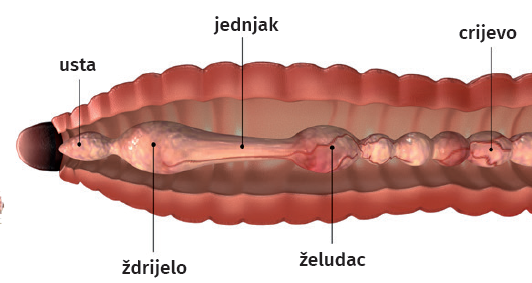 jednjak
crijevo
usta
ždrijelo
želudac